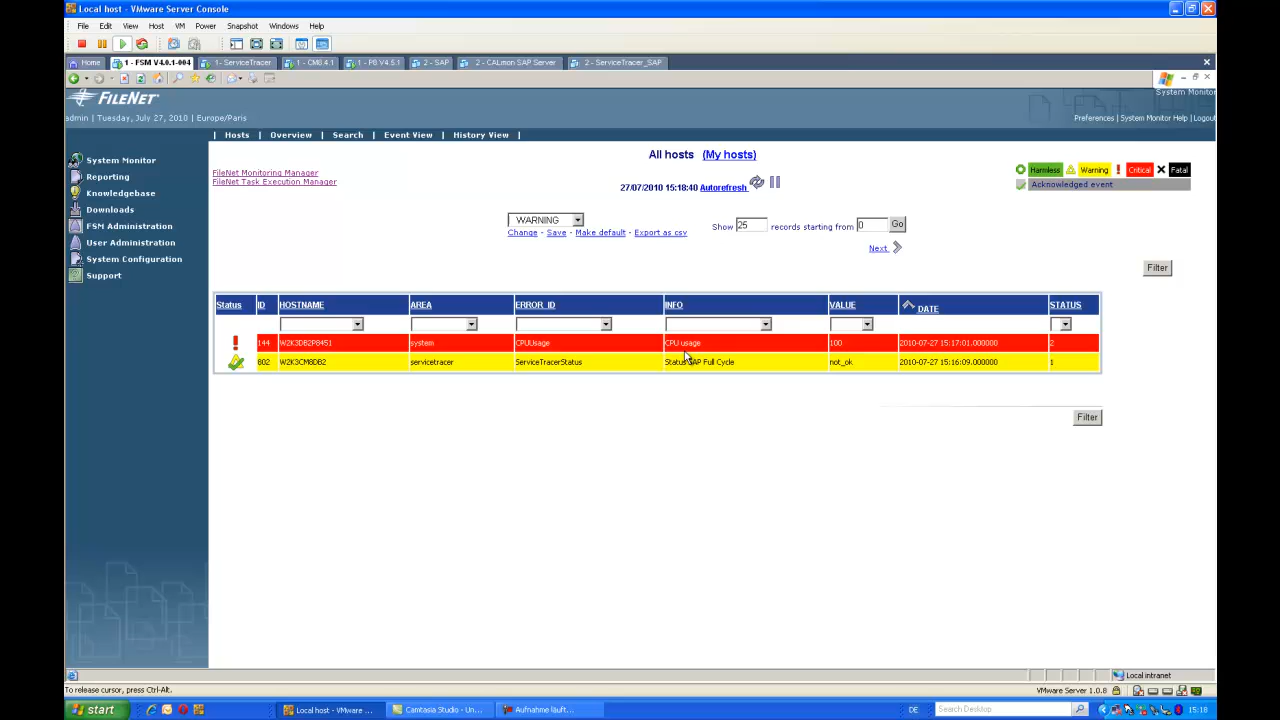 Local host - VMware Server Console
File Edit View Host VM Power Snapshot Windows Help
Home 1 - FSM V4.0.1-004 1- ServiceTracer 1 - CM8.4.1 1 - P8 V4.5.1 2 - SAP 2 - CALmon SAP Server 2 - ServiceTracer_SAP
FILENET
System Monitor
admin | Tuesday, July 27, 2010 | Europe/Paris
Preferences | System Monitor Help | Logout
Hosts | Overview | Search | Event View | History View |
System Monitor
Reporting
Knowledgebase
Downloads
FSM Administration
User Administration
System Configuration
Support
All hosts (My hosts)
FileNet Monitoring Manager
FileNet Task Execution Manager
27/07/2010 15:18:40 Autorefresh
Harmless Warning Critical Fatal
Acknowledged event
WARNING
Change - Save - Make default - Export as csv
Show 25 records starting from 0 Go
Next
Filter
Status ID HOSTNAME AREA ERROR_ID INFO VALUE DATE STATUS
144 W2K3DB2P8451 system CPUUsage CPU usage 100 2010-07-27 15:17:01.000000 2
802 W2K3CM8DB2 servicetracer ServiceTracerStatus Status SAP Full Cycle not_ok 2010-07-27 15:16:09.000000 1
Filter
Local intranet
To release cursor, press Ctrl-Alt.
VMware Server 1.0.8
start Local host - VMware ... Camtasia Studio - Un... Aufnahme läuft... DE Search Desktop 15:18